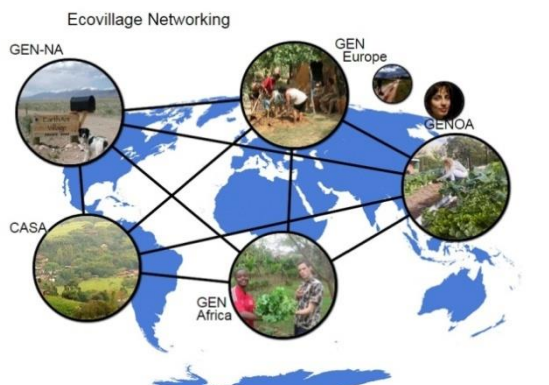 Ecovillage Networking
GEN-NA
GEN
Europe
GENOA
CASA
GEN
Africa